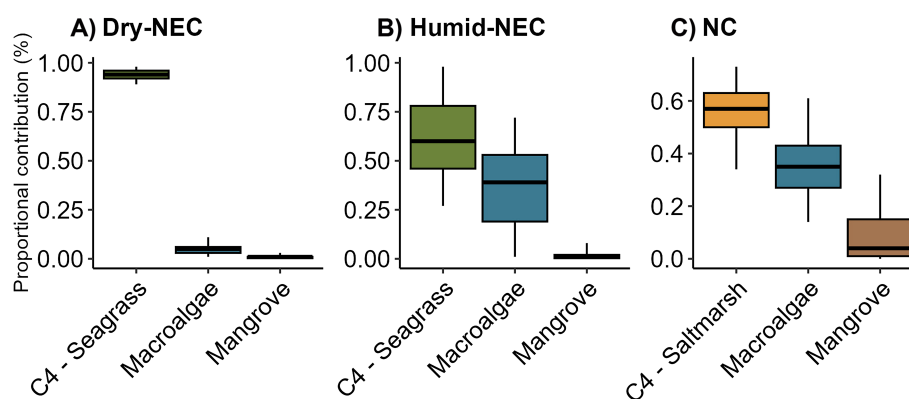 A) Dry-NEC
B) Humid-NEC
C) NC
Proportional contribution (%)
1.00
0.75
0.50
0.25
0.00
C4 - Seagrass
Macroalgae
Mangrove
1.00
0.75
0.50
0.25
0.00
C4 - Seagrass
Macroalgae
Mangrove
0.6
0.4
0.2
0.0
C4 - Saltmarsh
Macroalgae
Mangrove